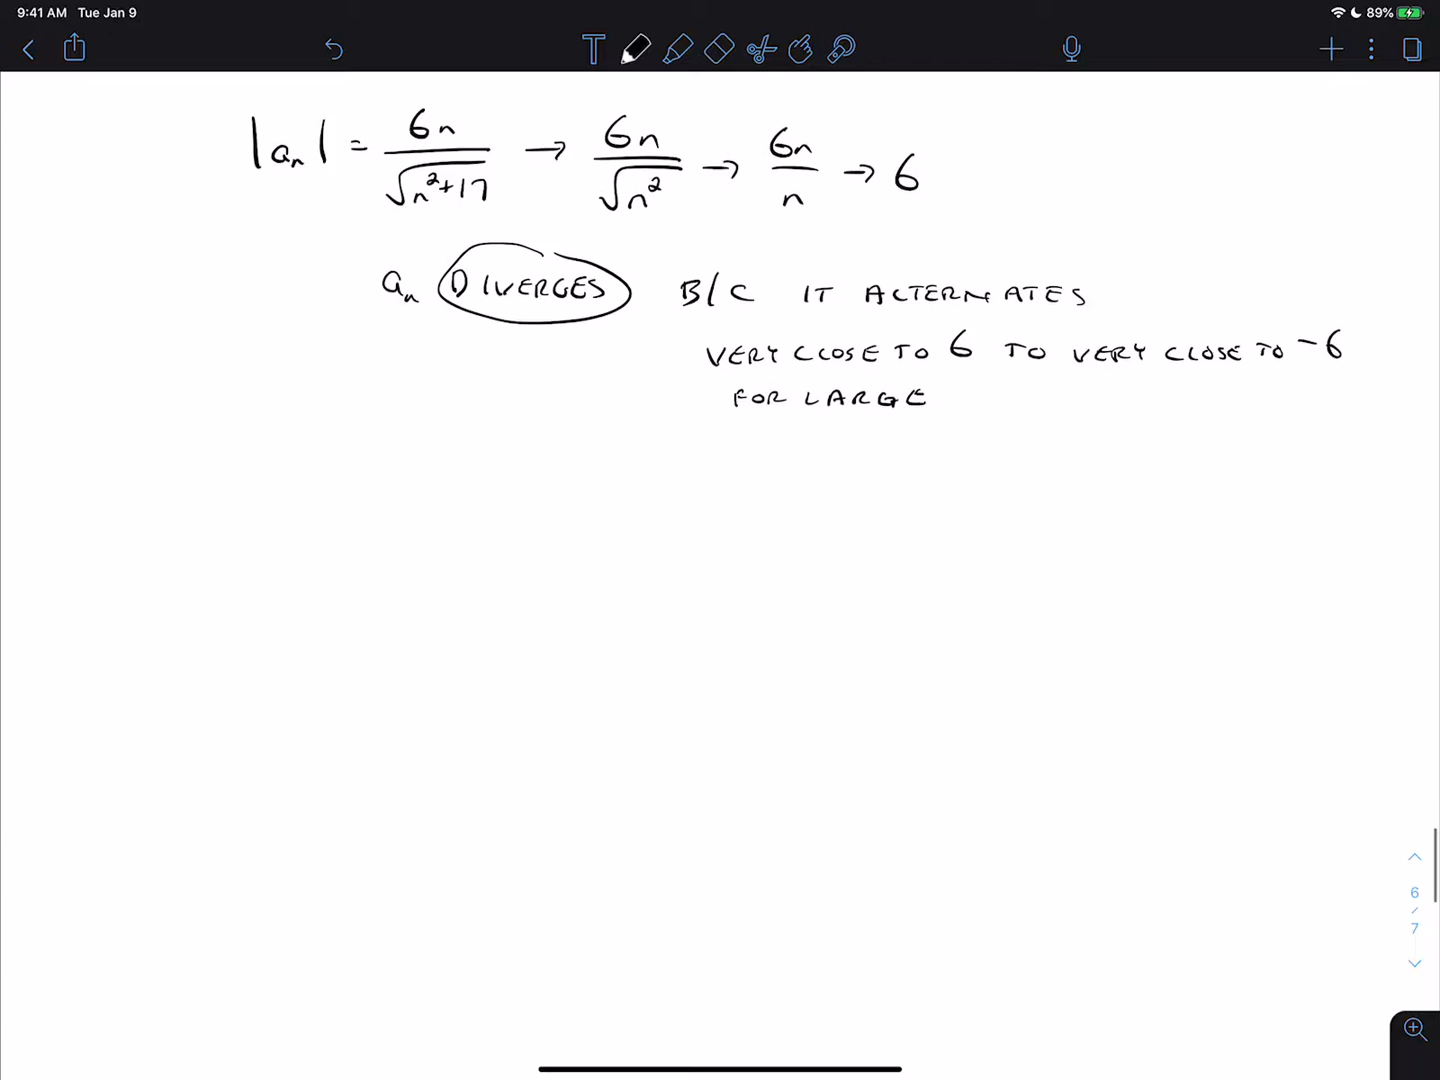 9:41 AM Tue Jan 9 89%
T
|aₙ| = 6n/√(n²+17) → 6n/√(n²) → 6n/n → 6
aₙ DIVERGES B/C IT ALTERNATES
VERY CLOSE TO 6 TO VERY CLOSE TO -6
FOR LARGE
6
/
7